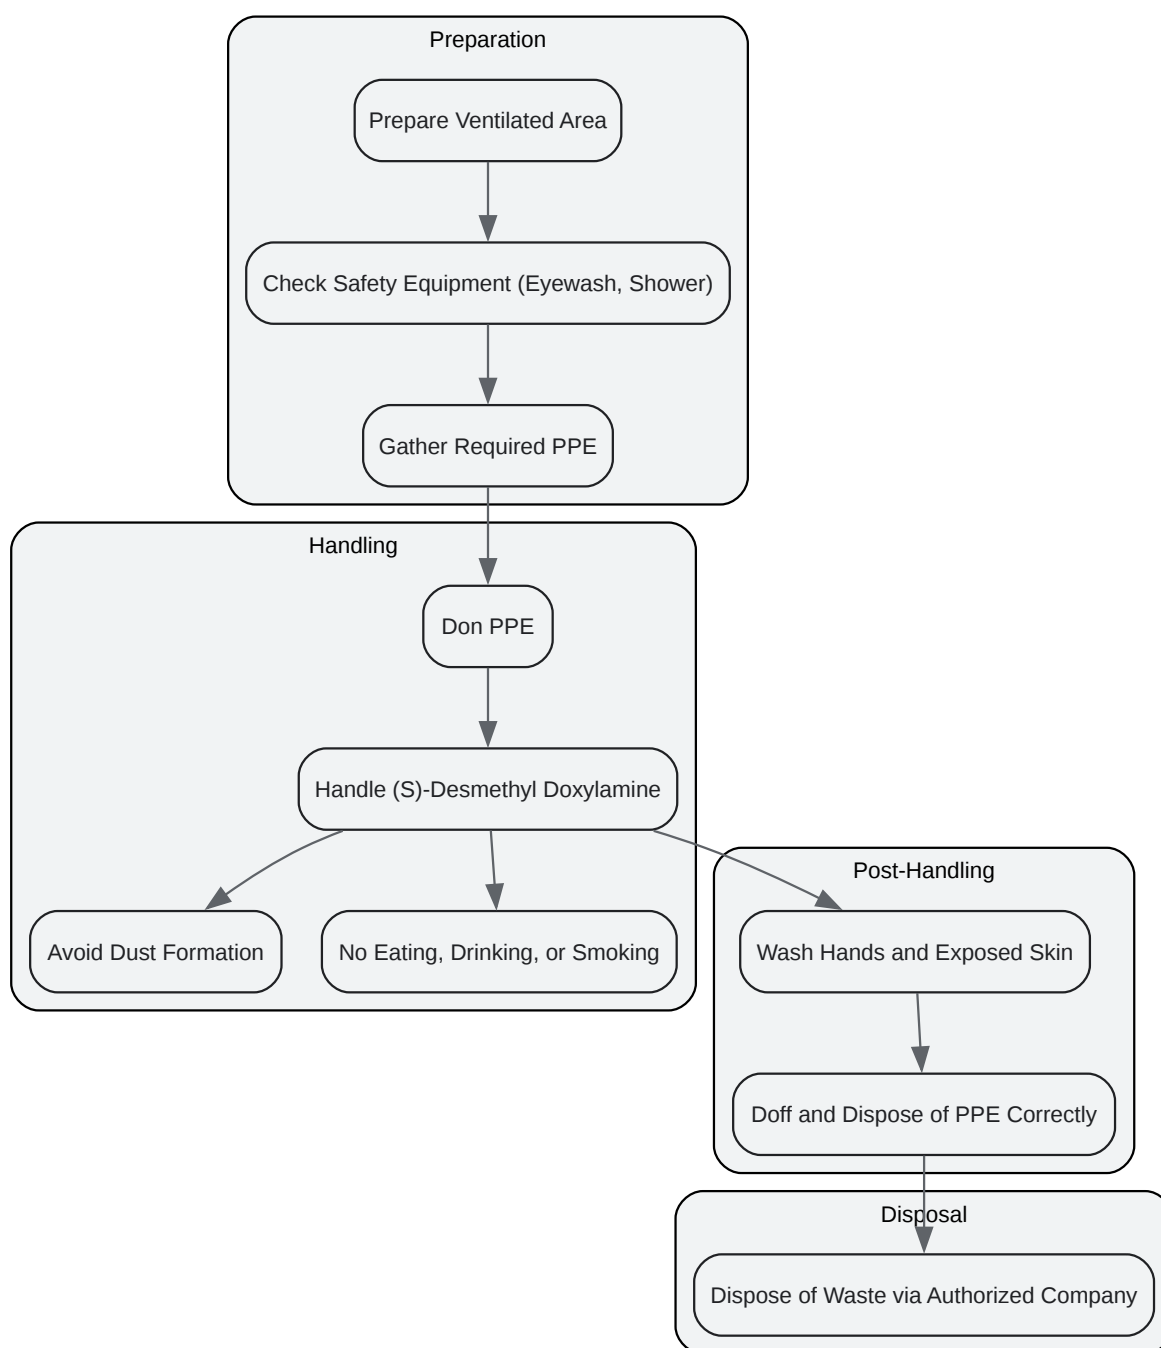 Preparation
Prepare Ventilated Area
Check Safety Equipment (Eyewash, Shower)
Gather Required PPE
Handling
Don PPE
Handle (S)-Desmethyl Doxylamine
Avoid Dust Formation
No Eating, Drinking, or Smoking
Post-Handling
Wash Hands and Exposed Skin
Doff and Dispose of PPE Correctly
Disposal
Dispose of Waste via Authorized Company